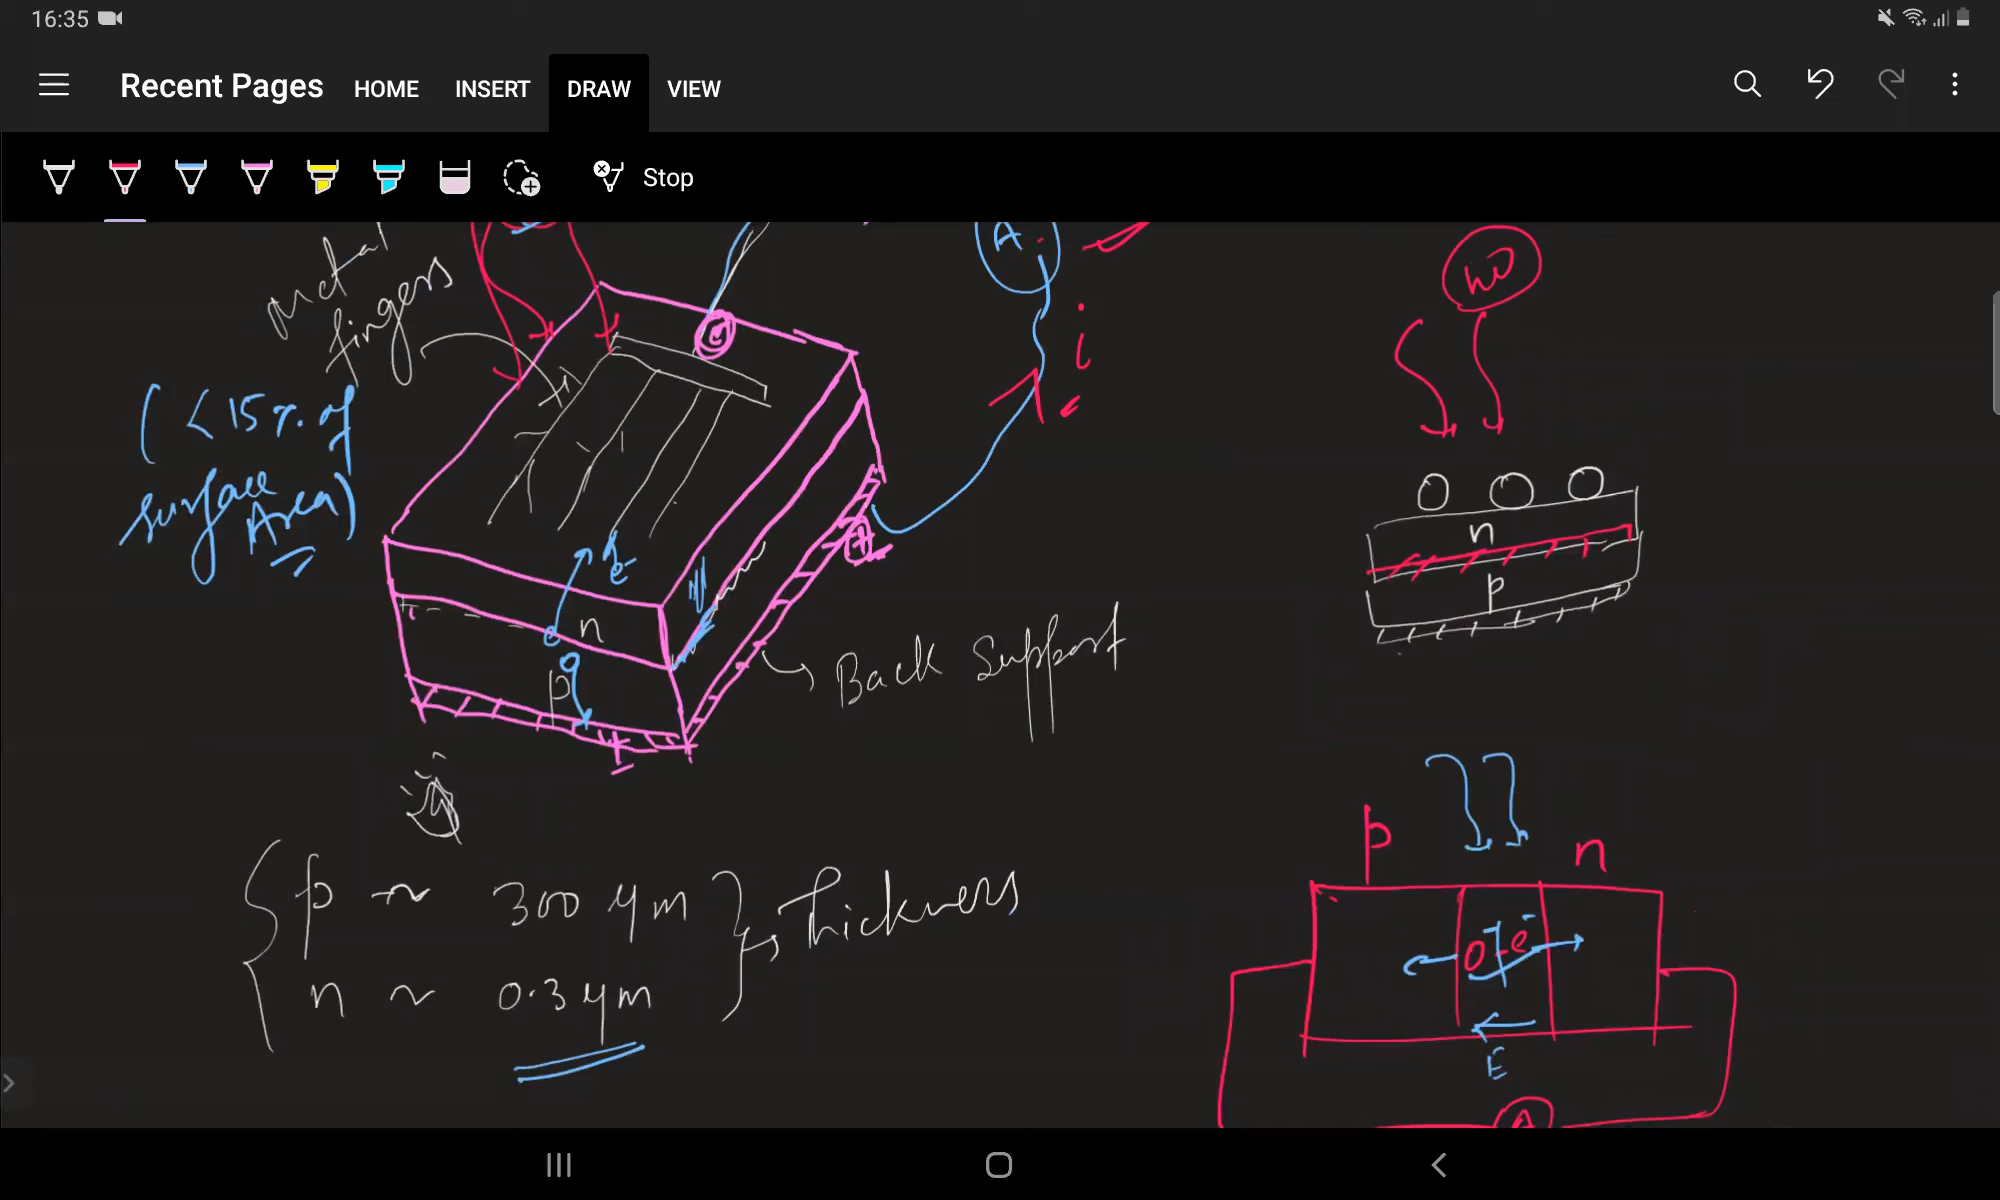 16:35
Recent Pages HOME INSERT DRAW VIEW
Stop
metal
fingers
( < 15 %. of
surface
Area)
A
i
hν
n
p
e-
n
p
+
+
Back Support
p ~ 300 μm
n ~ 0.3 μm
Thickness
p n
e-
E
A